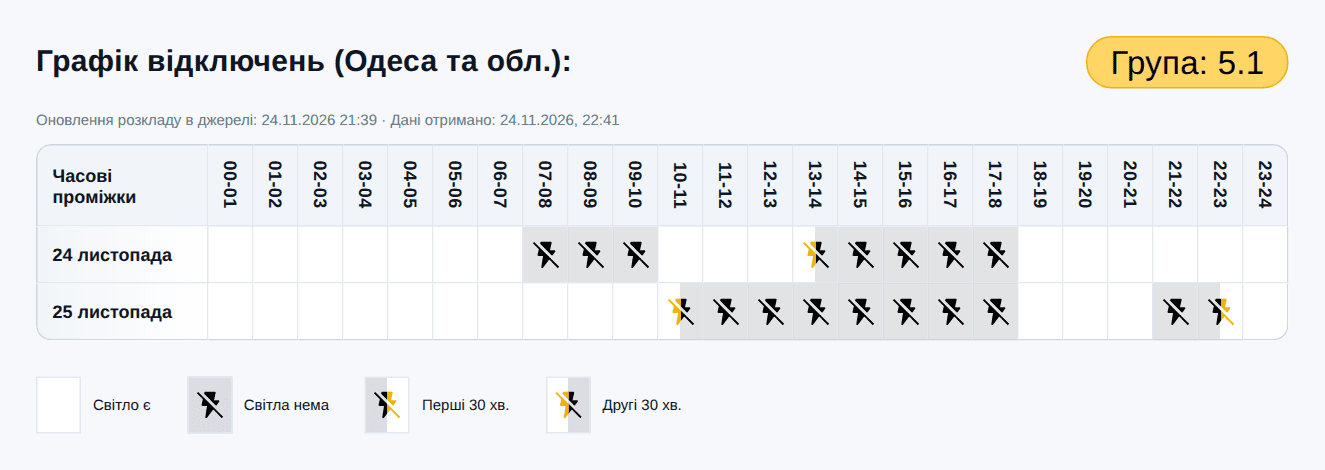 Графік відключень (Одеса та обл.):
Група: 5.1
Оновлення розкладу в джерелі: 24.11.2026 21:39 · Дані отримано: 24.11.2026, 22:41
Часові
проміжки
00-01
01-02
02-03
03-04
04-05
05-06
06-07
07-08
08-09
09-10
10-11
11-12
12-13
13-14
14-15
15-16
16-17
17-18
18-19
19-20
20-21
21-22
22-23
23-24
24 листопада
25 листопада
Світло є
Світла нема
Перші 30 хв.
Другі 30 хв.